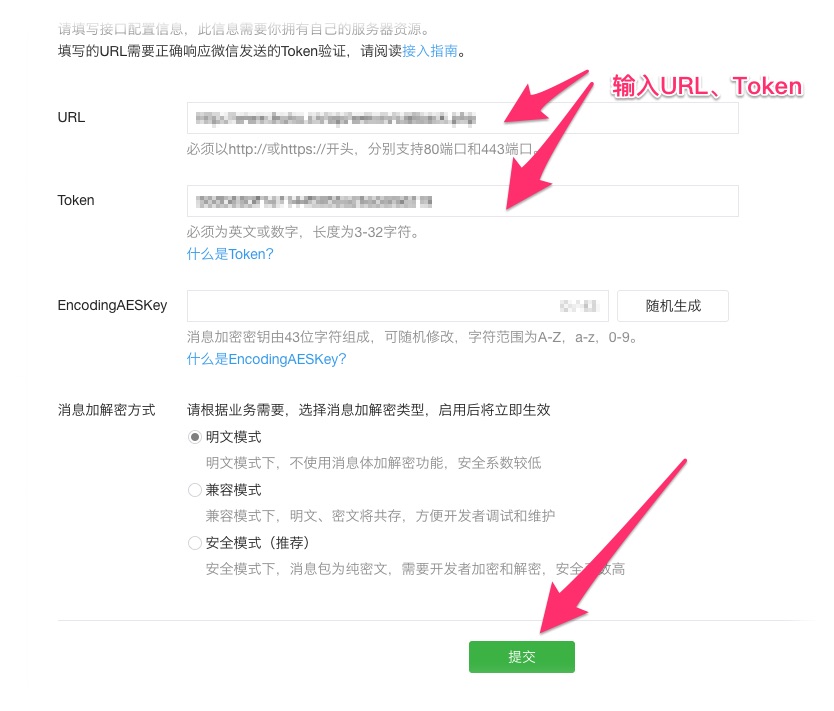 请填写接口配置信息，此信息需要你拥有自己的服务器资源。
填写的URL需要正确响应微信发送的Token验证，请阅读接入指南。
输入URL、Token
URL
必须以http://或https://开头，分别支持80端口和443端口。
Token
必须为英文或数字，长度为3-32字符。
什么是Token?
EncodingAESKey
随机生成
消息加密密钥由43位字符组成，可随机修改，字符范围为A-Z，a-z，0-9。
什么是EncodingAESKey?
消息加解密方式
请根据业务需要，选择消息加解密类型，启用后将立即生效
明文模式
明文模式下，不使用消息体加解密功能，安全系数较低
兼容模式
兼容模式下，明文、密文将共存，方便开发者调试和维护
安全模式（推荐）
安全模式下，消息包为纯密文，需要开发者加密和解密，安全系数高
提交